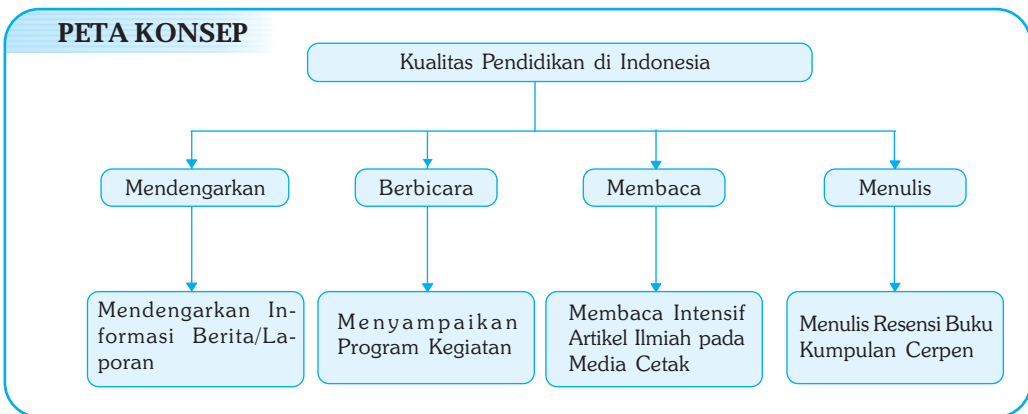 PETA KONSEP
Kualitas Pendidikan di Indonesia
Mendengarkan
Berbicara
Membaca
Menulis
Mendengarkan In-
formasi Berita/La-
poran
Menyampaikan
Program Kegiatan
Membaca Intensif
Artikel Ilmiah pada
Media Cetak
Menulis Resensi Buku
Kumpulan Cerpen